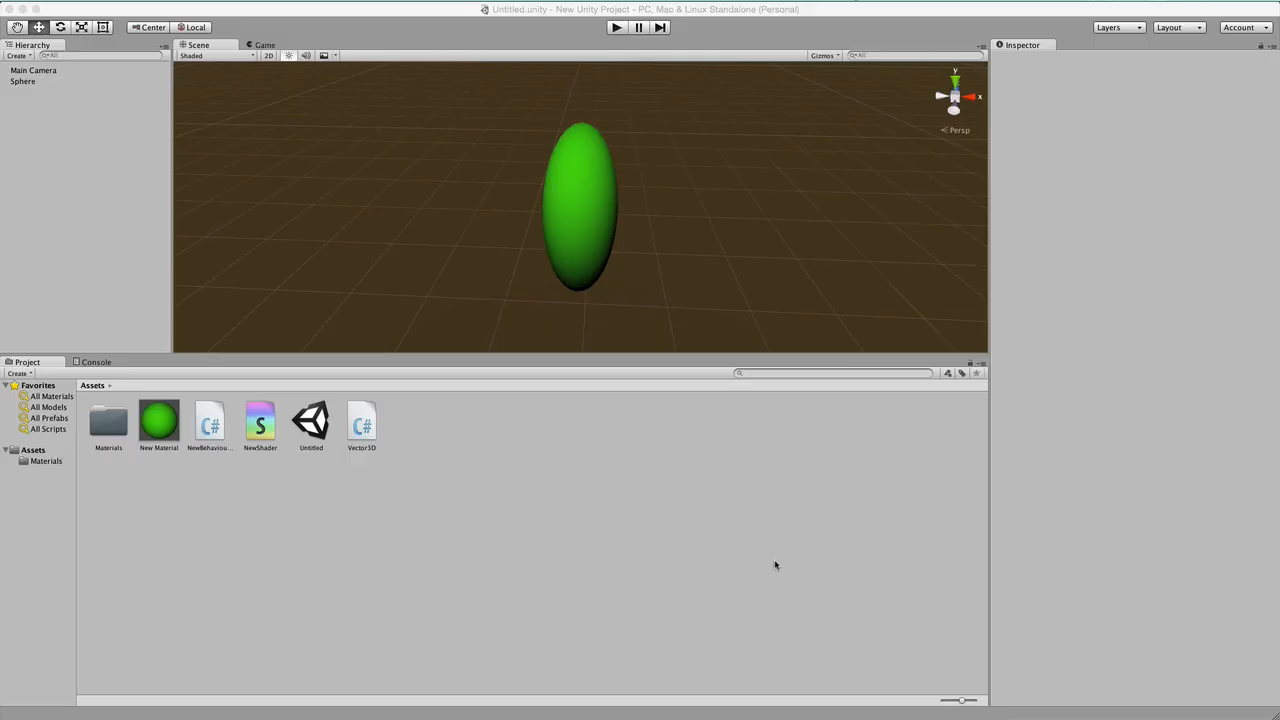 Untitled.unity - New Unity Project - PC, Mac & Linux Standalone (Personal)
Center Local Layers Layout Account
Hierarchy Scene Game Inspector
Create All Shaded 2D Gizmos All
Main Camera
Sphere
y
x
Persp
Project Console
Create
Favorites Assets
All Materials
All Models
All Prefabs
All Scripts
Assets
Materials
C# S C#
Materials New Material NewBehaviou... NewShader Untitled Vector3D